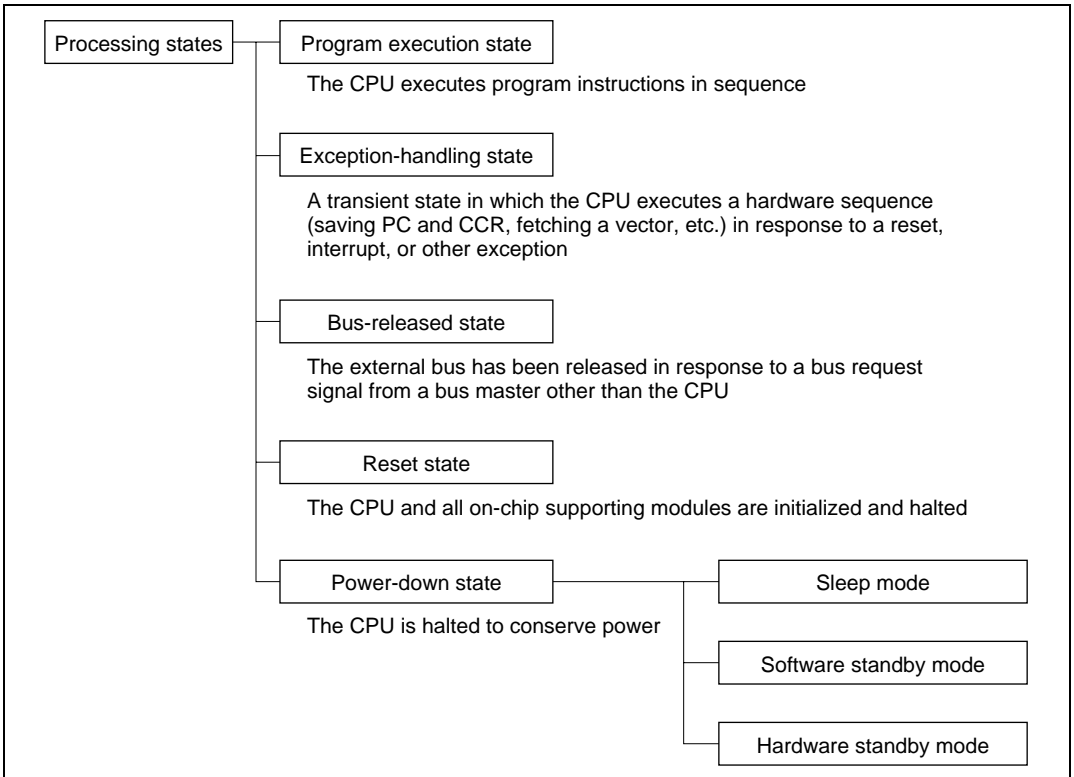 Processing states
Program execution state
The CPU executes program instructions in sequence
Exception-handling state
A transient state in which the CPU executes a hardware sequence
(saving PC and CCR, fetching a vector, etc.) in response to a reset,
interrupt, or other exception
Bus-released state
The external bus has been released in response to a bus request
signal from a bus master other than the CPU
Reset state
The CPU and all on-chip supporting modules are initialized and halted
Power-down state
The CPU is halted to conserve power
Sleep mode
Software standby mode
Hardware standby mode